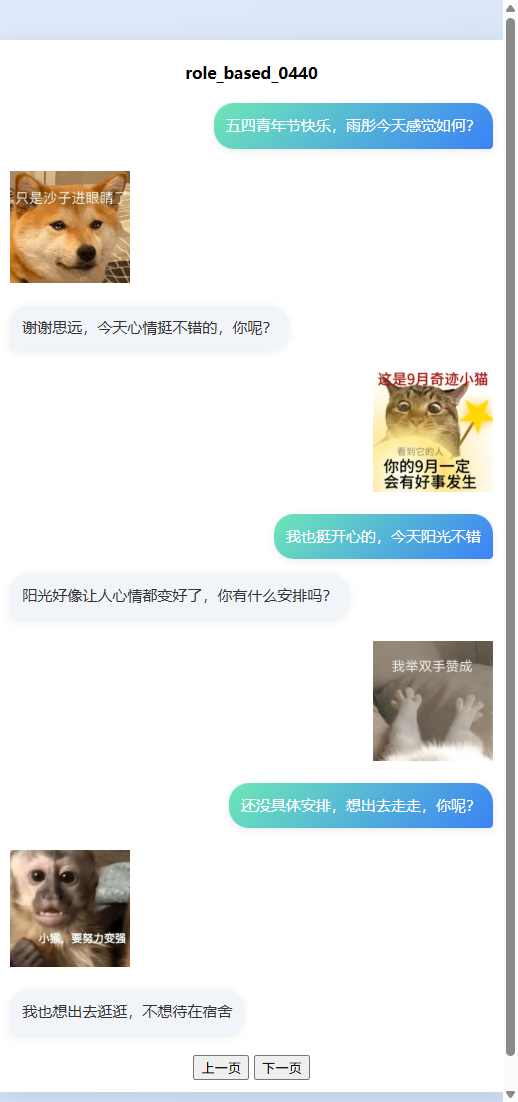 role_based_0440
五四青年节快乐，雨彤今天感觉如何？
只是沙子进眼睛了
谢谢思远，今天心情挺不错的，你呢？
这是9月奇迹小猫
看到它的人
你的9月一定
会有好事发生
我也挺开心的，今天阳光不错
阳光好像让人心情都变好了，你有什么安排吗？
我举双手赞成
还没具体安排，想出去走走，你呢？
小猴，要努力变强
我也想出去逛逛，不想待在宿舍
上一页 下一页